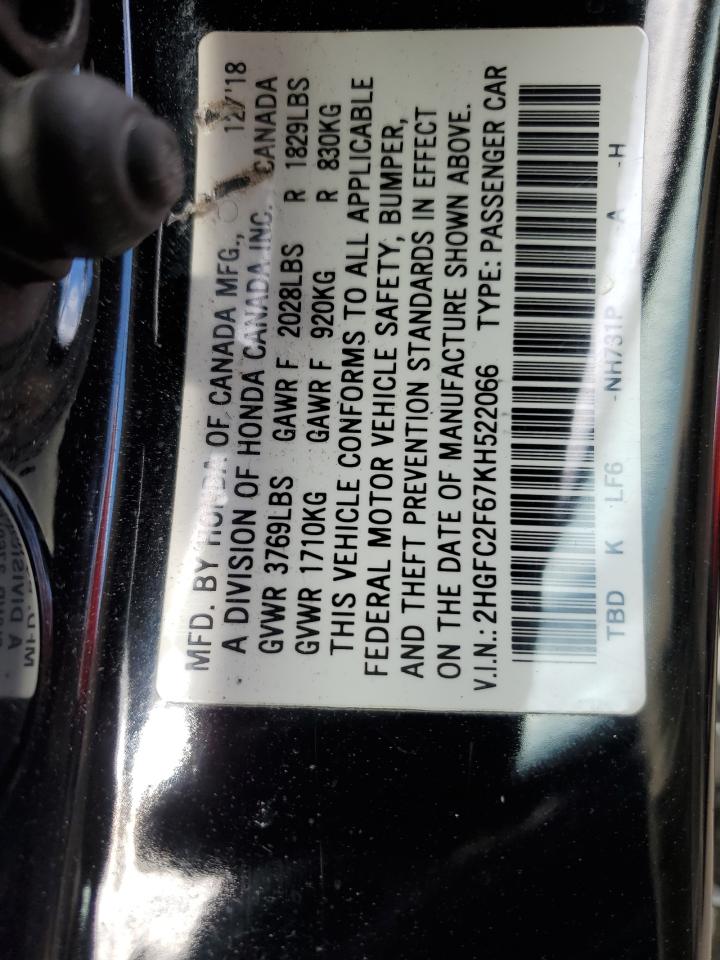 MFD. BY HONDA OF CANADA MFG., 12/'18
A DIVISION OF HONDA CANADA INC. CANADA
GVWR 3769LBS GAWR F 2028LBS R 1829LBS
GVWR 1710KG GAWR F 920KG R 830KG
THIS VEHICLE CONFORMS TO ALL APPLICABLE
FEDERAL MOTOR VEHICLE SAFETY, BUMPER,
AND THEFT PREVENTION STANDARDS IN EFFECT
ON THE DATE OF MANUFACTURE SHOWN ABOVE.
V.I.N.: 2HGFC2F67KH522066 TYPE: PASSENGER CAR
TBD K LF6 -NH731P A -H